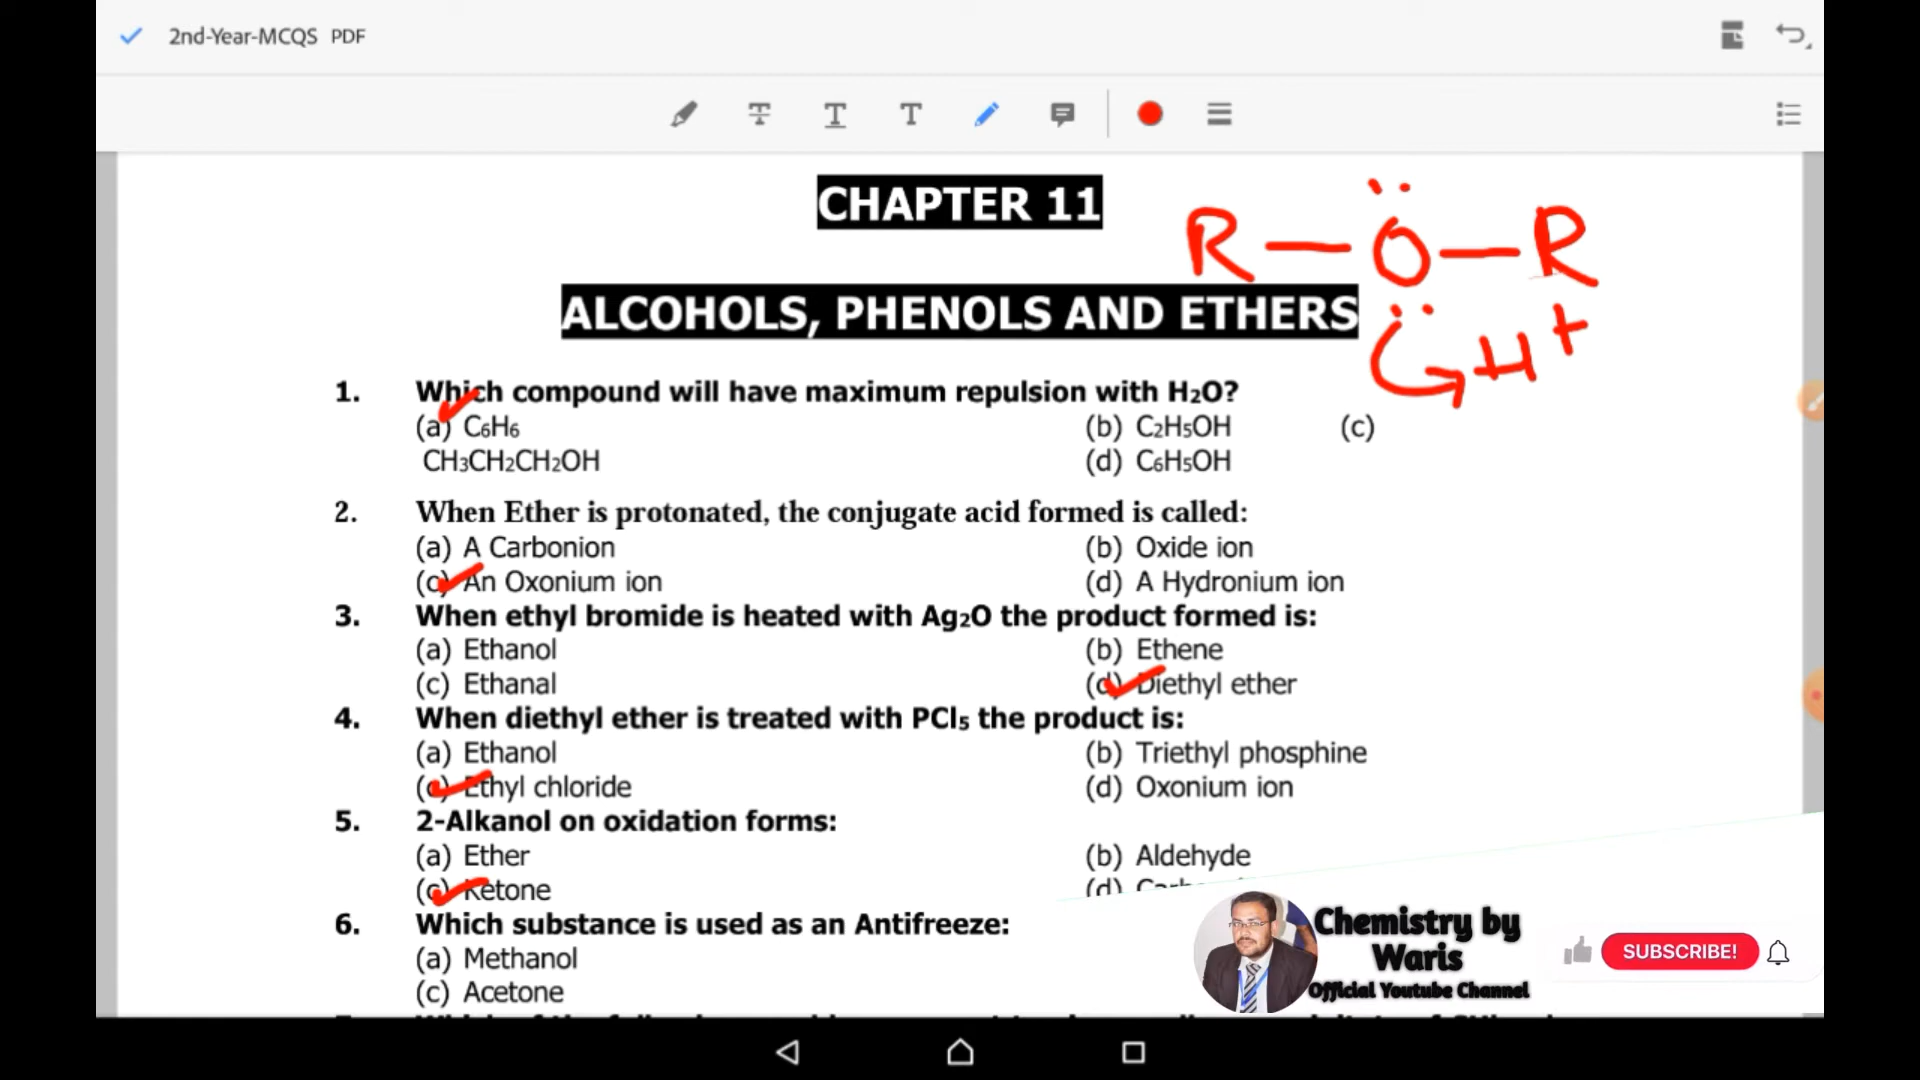 2nd-Year-MCQS PDF
CHAPTER 11
R — Ö — R
ALCOHOLS, PHENOLS AND ETHERS
H+
1. Which compound will have maximum repulsion with H₂O?
(a) C₆H₆ (b) C₂H₅OH (c)
CH₃CH₂CH₂OH (d) C₆H₅OH
2. When Ether is protonated, the conjugate acid formed is called:
(a) A Carbonion (b) Oxide ion
(c) An Oxonium ion (d) A Hydronium ion
3. When ethyl bromide is heated with Ag₂O the product formed is:
(a) Ethanol (b) Ethene
(c) Ethanal (d) Diethyl ether
4. When diethyl ether is treated with PCl₅ the product is:
(a) Ethanol (b) Triethyl phosphine
(c) Ethyl chloride (d) Oxonium ion
5. 2-Alkanol on oxidation forms:
(a) Ether (b) Aldehyde
(c) Ketone (d)
6. Which substance is used as an Antifreeze:
(a) Methanol
(c) Acetone
Chemistry by
Waris
Official Youtube Channel
SUBSCRIBE!